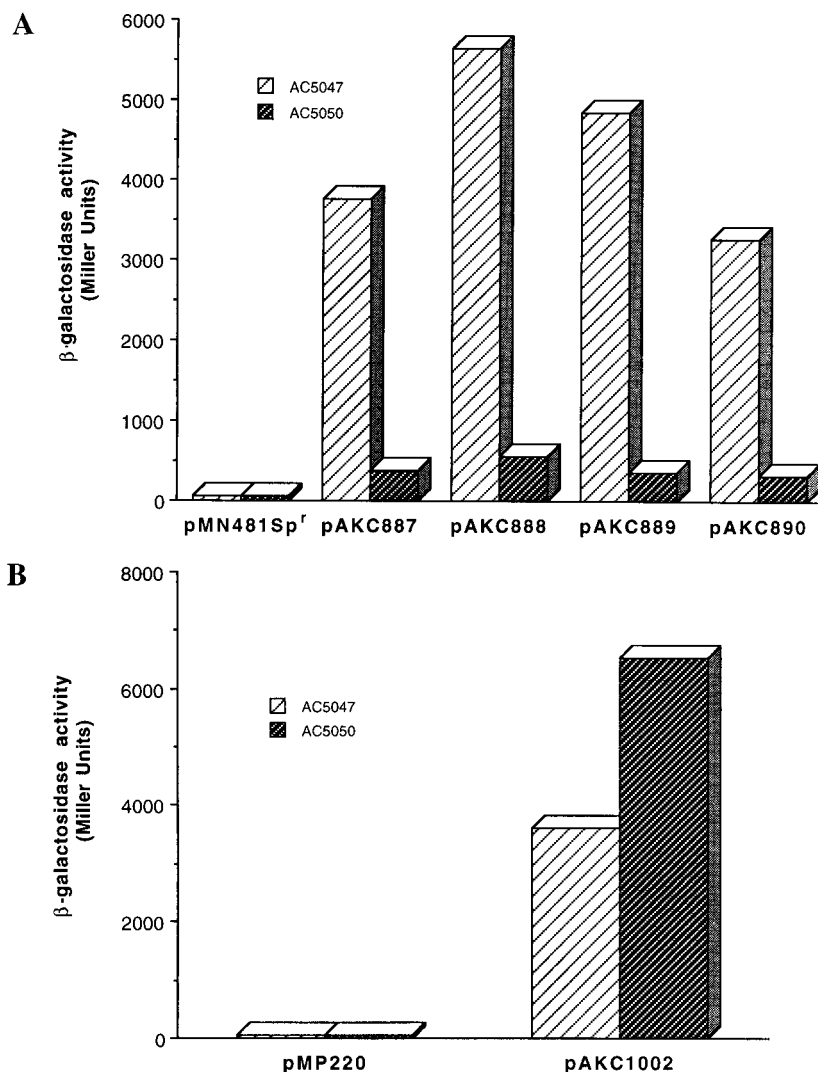 A
β-galactosidase activity
(Miller Units)
6000
5000
4000
3000
2000
1000
0
AC5047
AC5050
pMN481Spʳ pAKC887 pAKC888 pAKC889 pAKC890
B
β-galactosidase activity
(Miller Units)
8000
6000
4000
2000
0
AC5047
AC5050
pMP220 pAKC1002